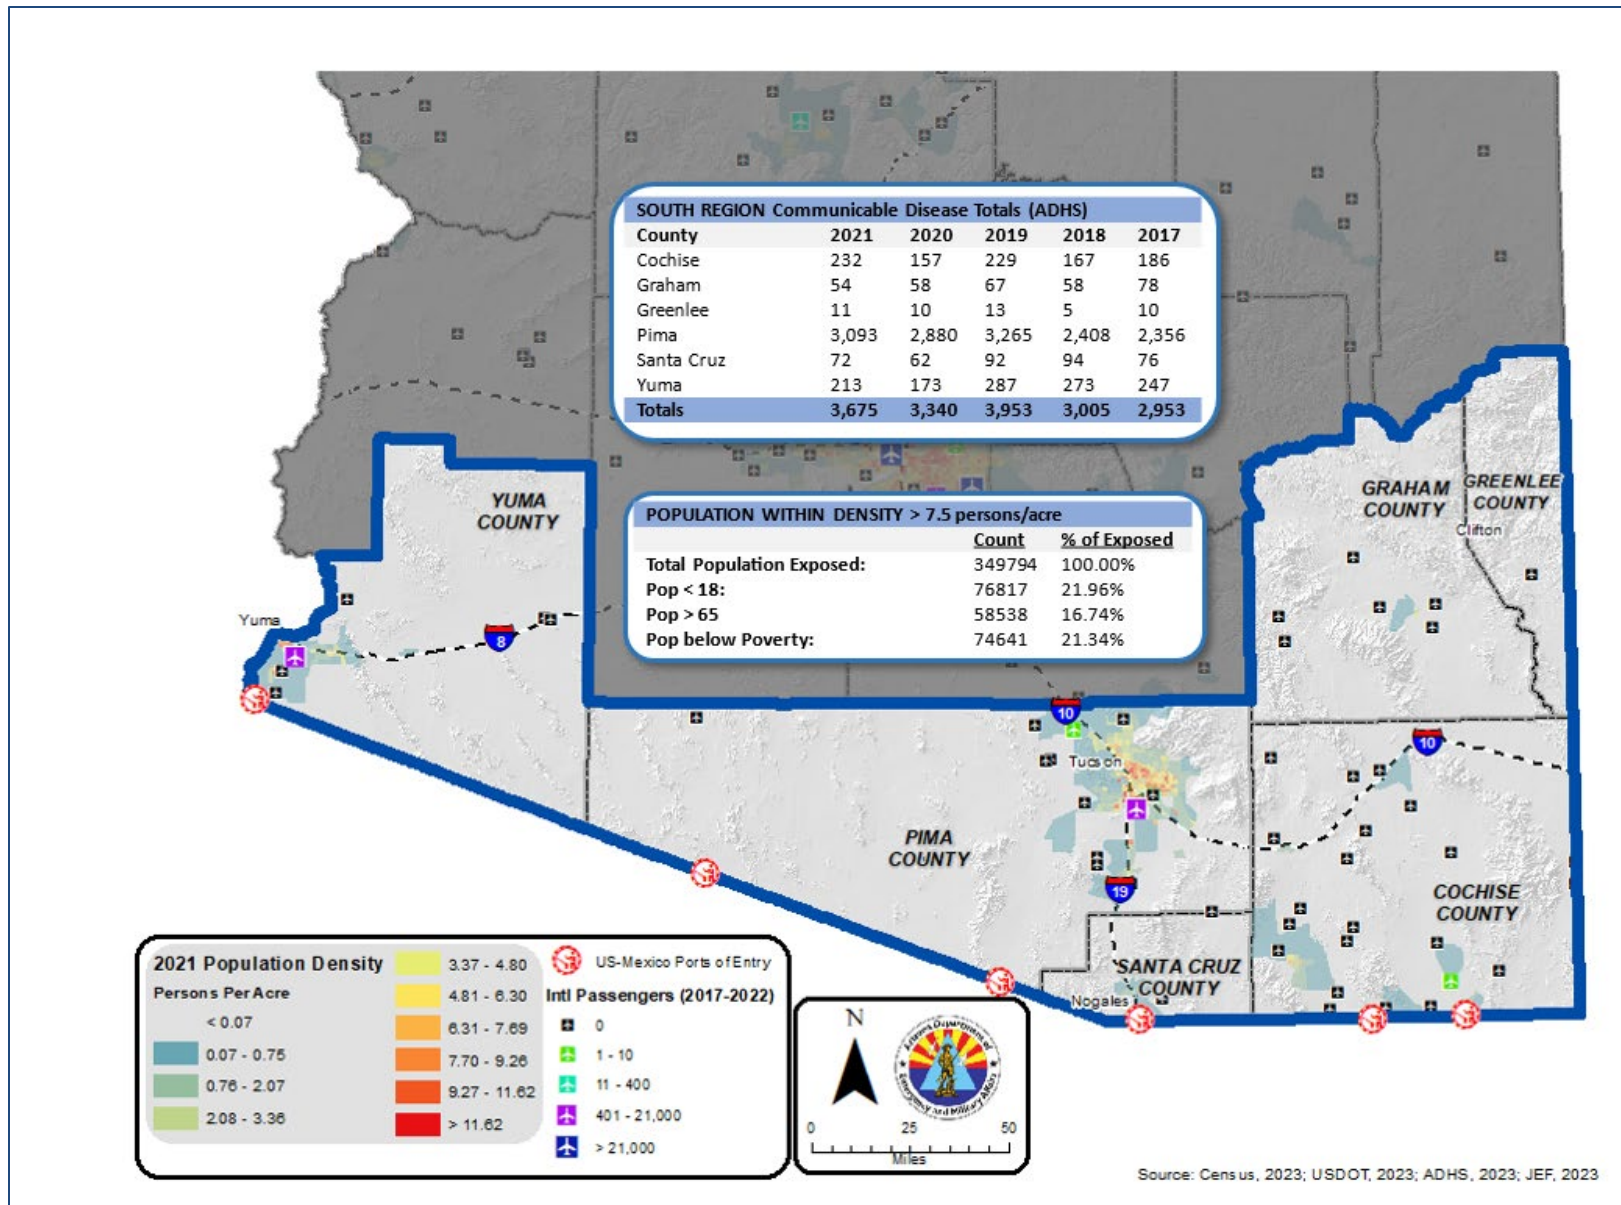 SOUTH REGION Communicable Disease Totals (ADHS)
County 2021 2020 2019 2018 2017
Cochise 232 157 229 167 186
Graham 54 58 67 58 78
Greenlee 11 10 13 5 10
Pima 3,093 2,880 3,265 2,408 2,356
Santa Cruz 72 62 92 94 76
Yuma 213 173 287 273 247
Totals 3,675 3,340 3,953 3,005 2,953
POPULATION WITHIN DENSITY > 7.5 persons/acre
Count % of Exposed
Total Population Exposed: 349794 100.00%
Pop < 18: 76817 21.96%
Pop > 65 58538 16.74%
Pop below Poverty: 74641 21.34%
YUMA
COUNTY
GRAHAM
COUNTY
GREENLEE
COUNTY
Clifton
Yuma
8
10
10
Tucson
PIMA
COUNTY
19
COCHISE
COUNTY
SANTA CRUZ
COUNTY
Nogales
2021 Population Density
Persons Per Acre
< 0.07
0.07 - 0.75
0.76 - 2.07
2.08 - 3.36
3.37 - 4.80
4.81 - 6.30
6.31 - 7.69
7.70 - 9.26
9.27 - 11.62
> 11.62
US-Mexico Ports of Entry
Intl Passengers (2017-2022)
0
1 - 10
11 - 400
401 - 21,000
> 21,000
N
Arizona Department of
Emergency and Military Affairs
0 25 50
Miles
Source: Census, 2023; USDOT, 2023; ADHS, 2023; JEF, 2023